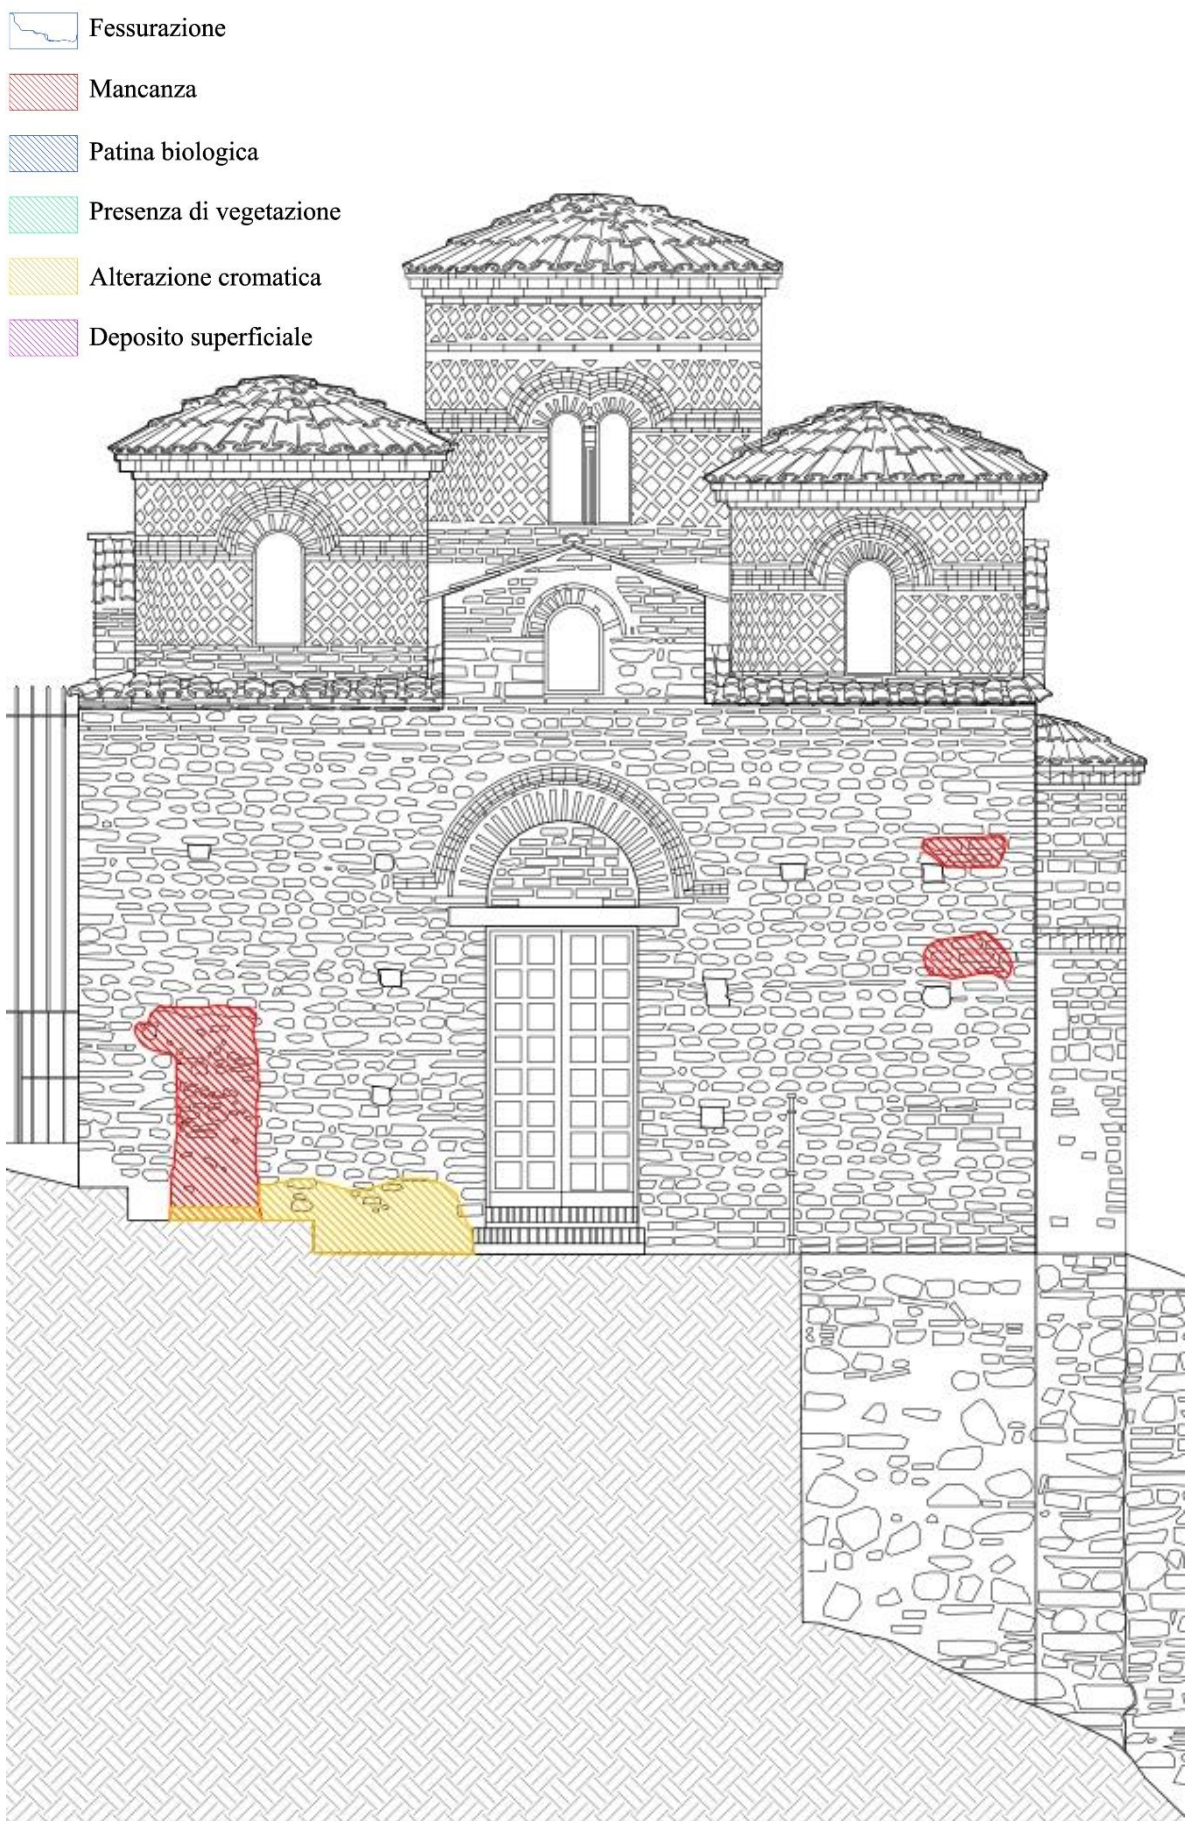 Fessurazione
Mancanza
Patina biologica
Presenza di vegetazione
Alterazione cromatica
Deposito superficiale